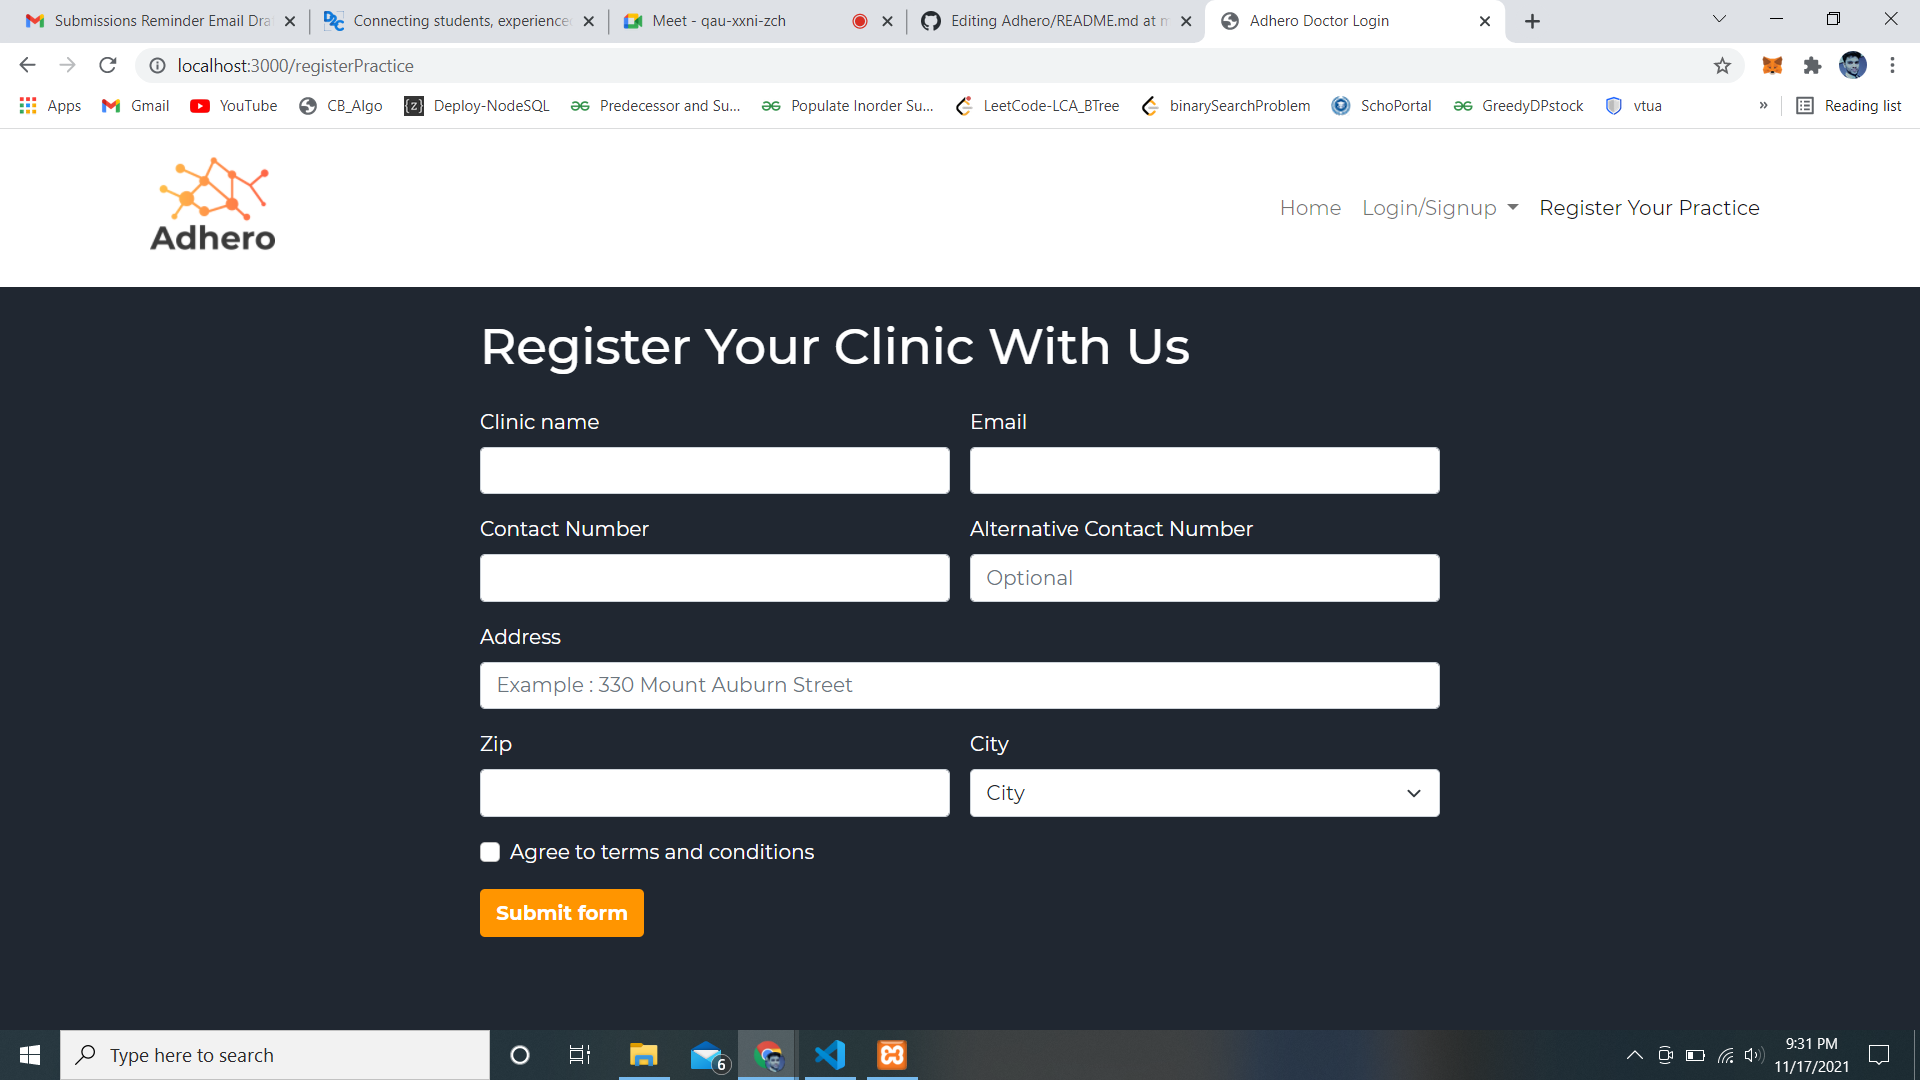 Submissions Reminder Email Dra
Connecting students, experience
Meet - qau-xxni-zch
Editing Adhero/README.md at m
Adhero Doctor Login
localhost:3000/registerPractice
Apps
Gmail
YouTube
CB_Algo
{z}
Deploy-NodeSQL
Predecessor and Su...
Populate Inorder Su...
LeetCode-LCA_BTree
binarySearchProblem
SchoPortal
GreedyDPstock
vtua
»
Reading list
Adhero
Home
Login/Signup
Register Your Practice
Register Your Clinic With Us
Clinic name
Email
Contact Number
Alternative Contact Number
Optional
Address
Example : 330 Mount Auburn Street
Zip
City
City
Agree to terms and conditions
Submit form
Type here to search
6
9:31 PM
11/17/2021